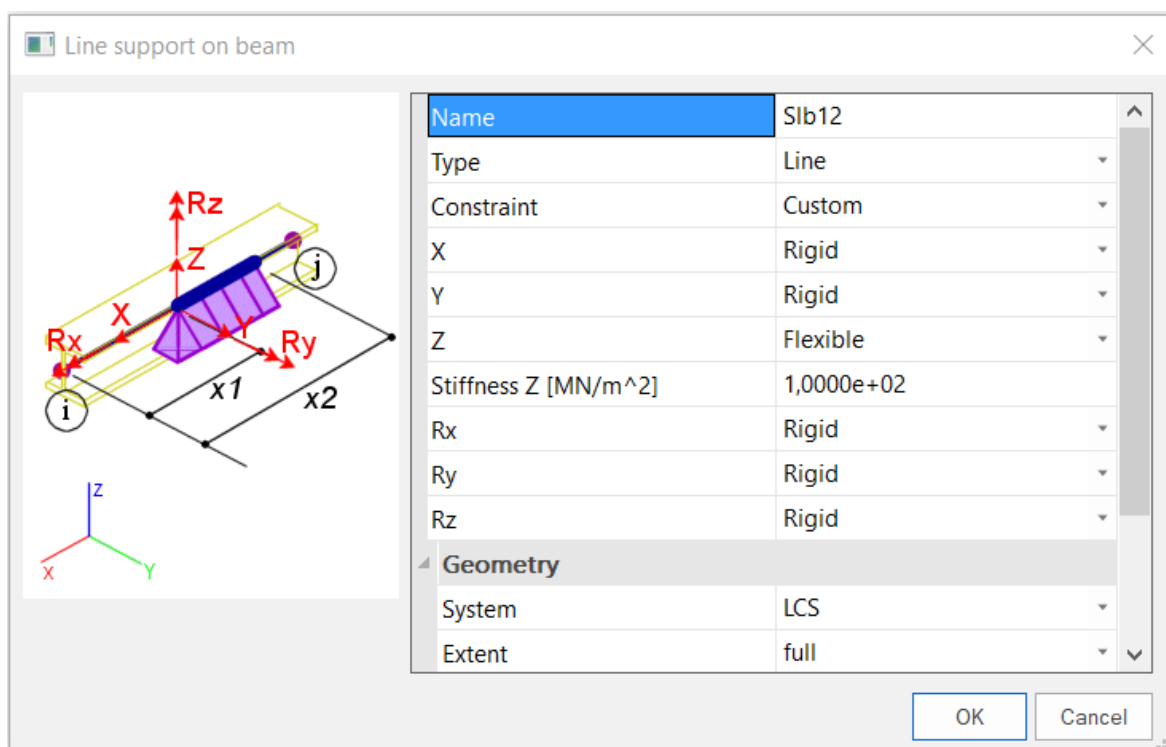 Line support on beam
Name Slb12
Type Line
Constraint Custom
X Rigid
Y Rigid
Z Flexible
Stiffness Z [MN/m^2] 1,0000e+02
Rx Rigid
Ry Rigid
Rz Rigid
Geometry
System LCS
Extent full
Rz
Z
j
X
Y
Rx
Ry
x1
x2
i
Z
X
Y
OK Cancel